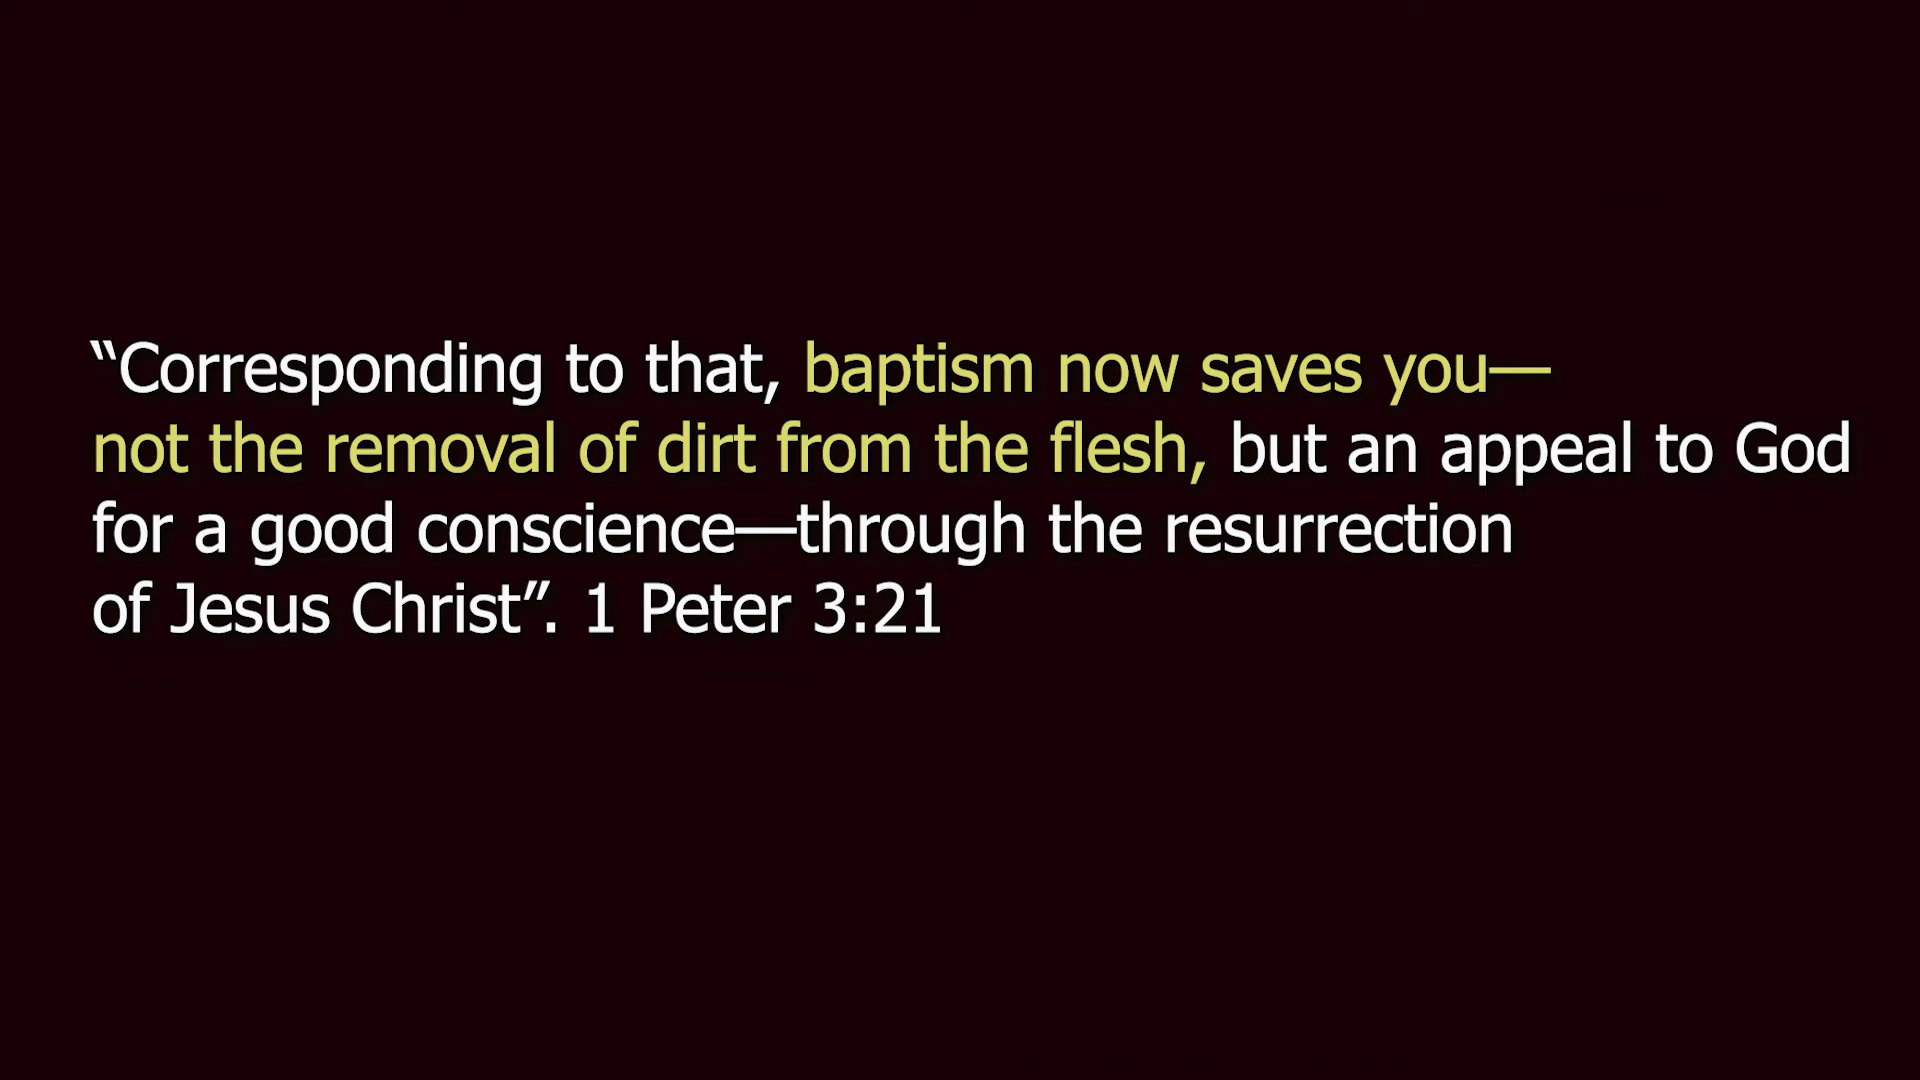 “Corresponding to that, baptism now saves you—
not the removal of dirt from the flesh, but an appeal to God
for a good conscience—through the resurrection
of Jesus Christ”. 1 Peter 3:21